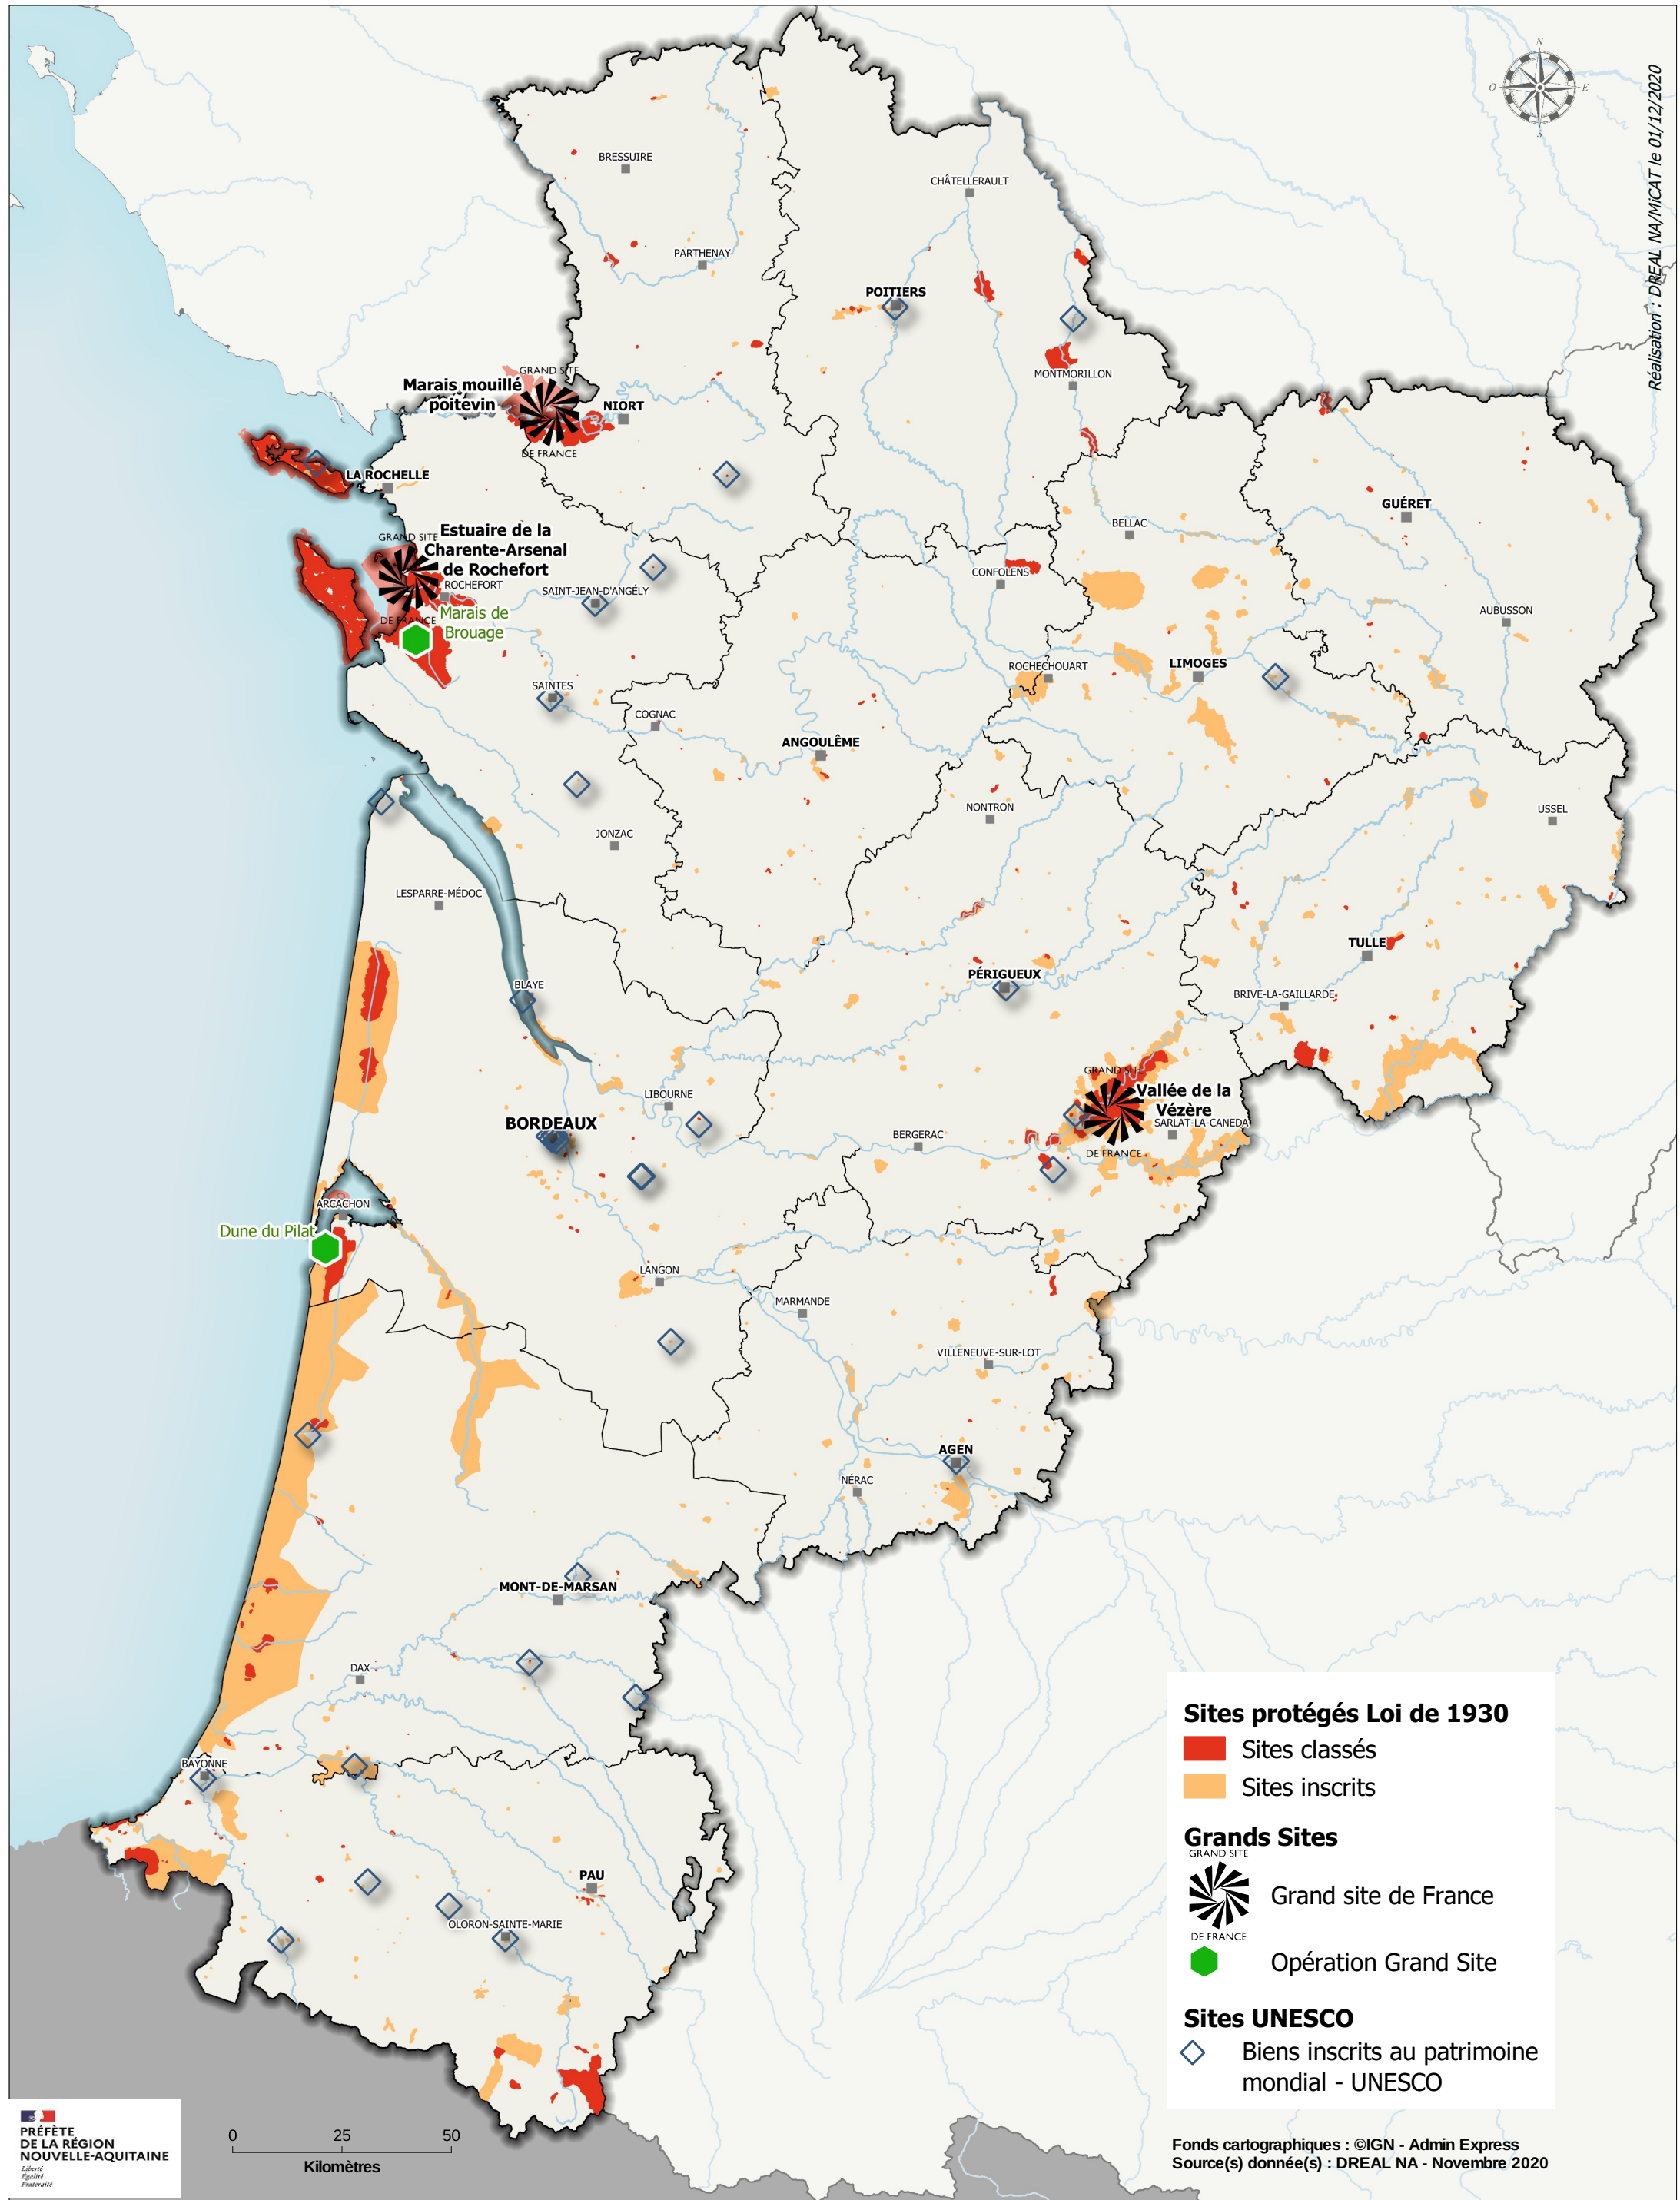 N
O
E
S
Réalisation : DREAL NA/MiCAT le 01/12/2020
BRESSUIRE
CHÂTELLERAULT
PARTHENAY
POITIERS
MONTMORILLON
GRAND SITE
Marais mouillé
poitevin
NIORT
DE FRANCE
LA ROCHELLE
GUÉRET
BELLAC
GRAND SITE
Estuaire de la
Charente-Arsenal
de Rochefort
ROCHEFORT
CONFOLENS
SAINT-JEAN-D'ANGÉLY
DE FRANCE
Marais de
Brouage
AUBUSSON
ROCHECHOUART
LIMOGES
SAINTES
COGNAC
ANGOULÊME
NONTRON
USSEL
JONZAC
LESPARRE-MÉDOC
TULLE
PÉRIGUEUX
BLAYE
BRIVE-LA-GAILLARDE
GRAND SITE
Vallée de la
Vézère
LIBOURNE
BORDEAUX
SARLAT-LA-CANEDA
BERGERAC
DE FRANCE
ARCACHON
Dune du Pilat
LANGON
MARMANDE
VILLENEUVE-SUR-LOT
AGEN
NÉRAC
MONT-DE-MARSAN
DAX
BAYONNE
PAU
OLORON-SAINTE-MARIE
Sites protégés Loi de 1930
Sites classés
Sites inscrits
Grands Sites
GRAND SITE
Grand site de France
DE FRANCE
Opération Grand Site
Sites UNESCO
Biens inscrits au patrimoine
mondial - UNESCO
PRÉFÈTE
DE LA RÉGION
NOUVELLE-AQUITAINE
Liberté
Égalité
Fraternité
0 25 50
Kilomètres
Fonds cartographiques : ©IGN - Admin Express
Source(s) donnée(s) : DREAL NA - Novembre 2020